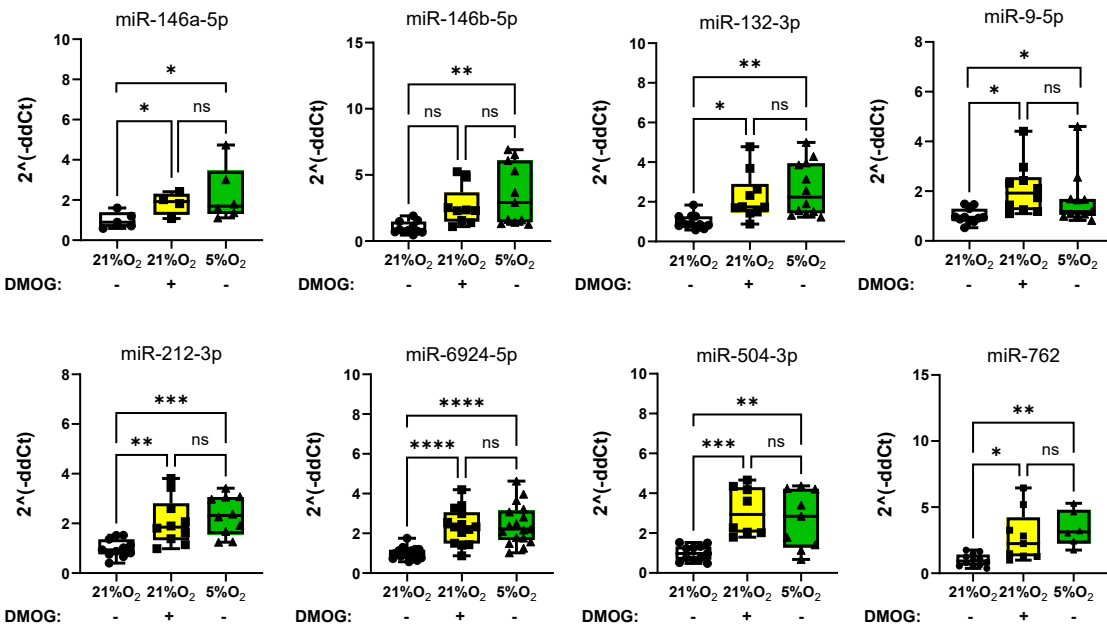 miR-146a-5p
2^(-ddCt)
10
8
6
4
2
0
*
*
ns
21%O₂ 21%O₂ 5%O₂
DMOG: - + -
miR-146b-5p
2^(-ddCt)
15
10
5
0
**
ns
ns
21%O₂ 21%O₂ 5%O₂
DMOG: - + -
miR-132-3p
2^(-ddCt)
10
8
6
4
2
0
**
*
ns
21%O₂ 21%O₂ 5%O₂
DMOG: - + -
miR-9-5p
2^(-ddCt)
8
6
4
2
0
*
*
ns
21%O₂ 21%O₂ 5%O₂
DMOG: - + -
miR-212-3p
2^(-ddCt)
8
6
4
2
0
***
**
ns
21%O₂ 21%O₂ 5%O₂
DMOG: - + -
miR-6924-5p
2^(-ddCt)
10
8
6
4
2
0
****
****
ns
21%O₂ 21%O₂ 5%O₂
DMOG: - + -
miR-504-3p
2^(-ddCt)
10
8
6
4
2
0
**
***
ns
21%O₂ 21%O₂ 5%O₂
DMOG: - + -
miR-762
2^(-ddCt)
15
10
5
0
**
*
ns
21%O₂ 21%O₂ 5%O₂
DMOG: - + -